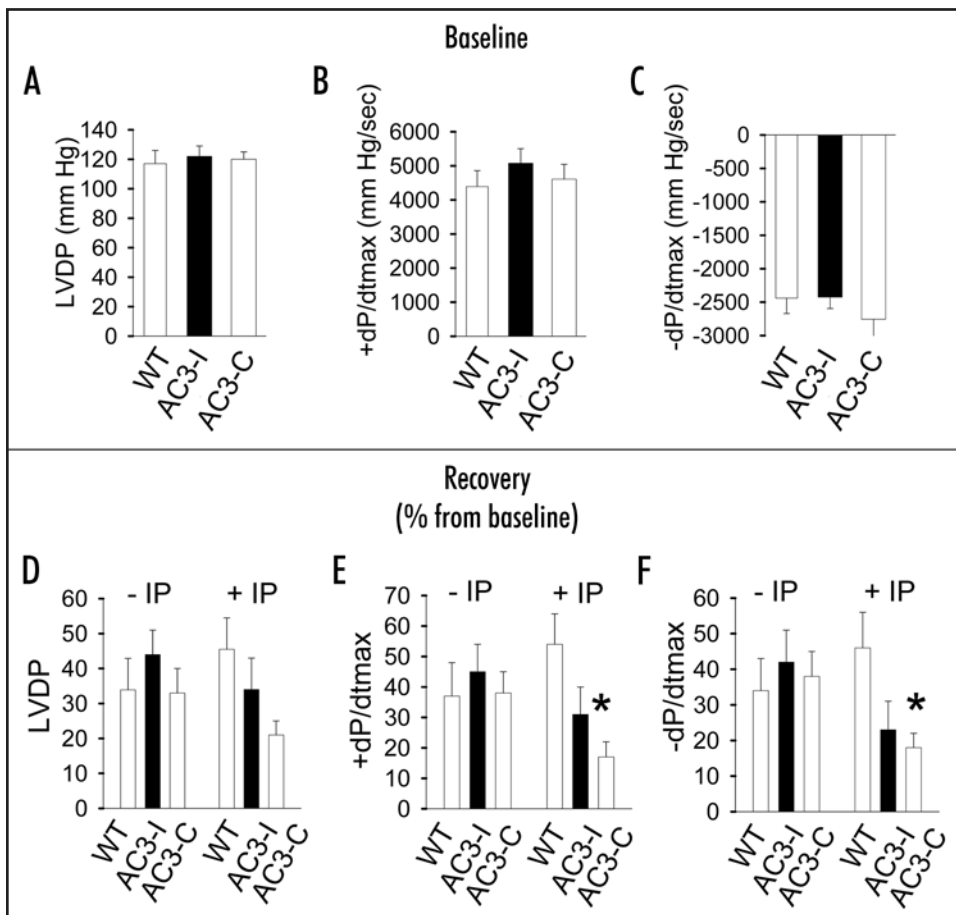 Baseline
A
LVDP (mm Hg)
140
120
100
80
60
40
20
0
WT
AC3-I
AC3-C
B
+dP/dtmax (mm Hg/sec)
6000
5000
4000
3000
2000
1000
0
WT
AC3-I
AC3-C
C
-dP/dtmax (mm Hg/sec)
0
-500
-1000
-1500
-2000
-2500
-3000
WT
AC3-I
AC3-C
Recovery
(% from baseline)
D
- IP
+ IP
LVDP
60
50
40
30
20
10
0
WT
AC3-I
AC3-C
WT
AC3-I
AC3-C
E
- IP
+ IP
+dP/dtmax
70
60
50
40
30
20
10
0
*
WT
AC3-I
AC3-C
WT
AC3-I
AC3-C
F
- IP
+ IP
-dP/dtmax
60
50
40
30
20
10
0
*
WT
AC3-I
AC3-C
WT
AC3-I
AC3-C